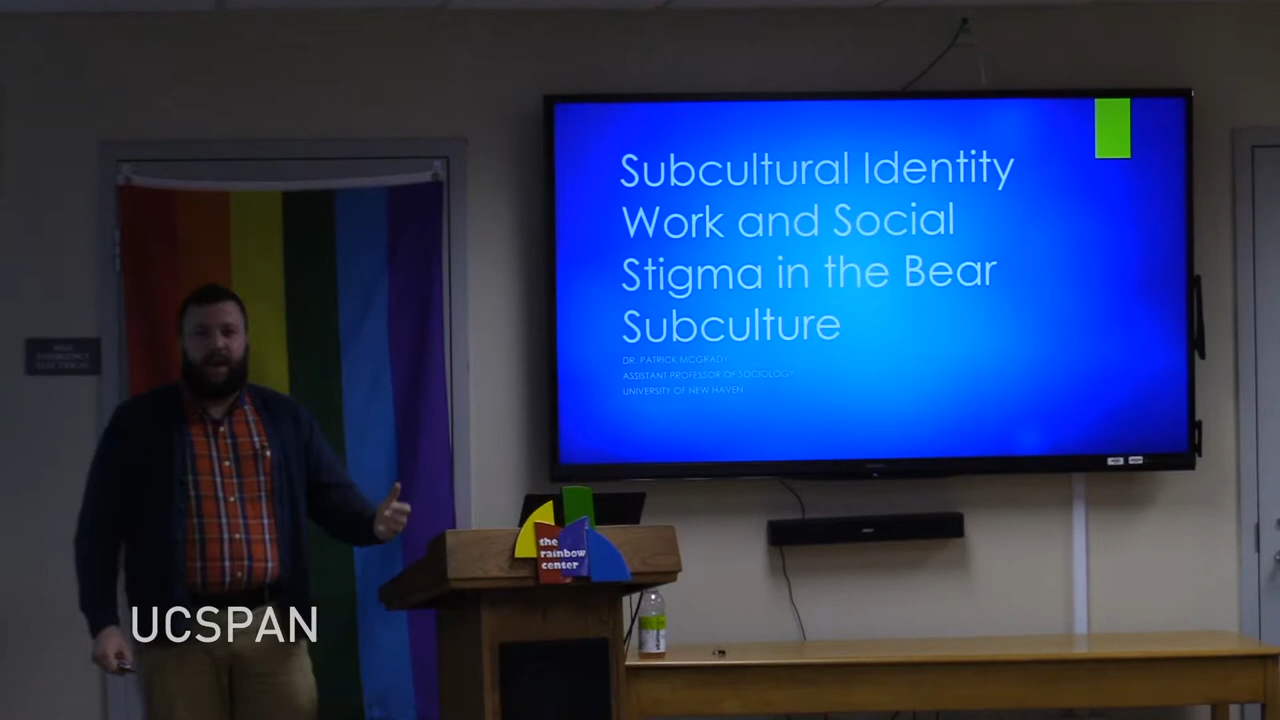 Subcultural Identity
Work and Social
Stigma in the Bear
Subculture
DR. PATRICK MCGRADY
ASSISTANT PROFESSOR OF SOCIOLOGY
UNIVERSITY OF NEW HAVEN
the
rainbow
center
UCSPAN